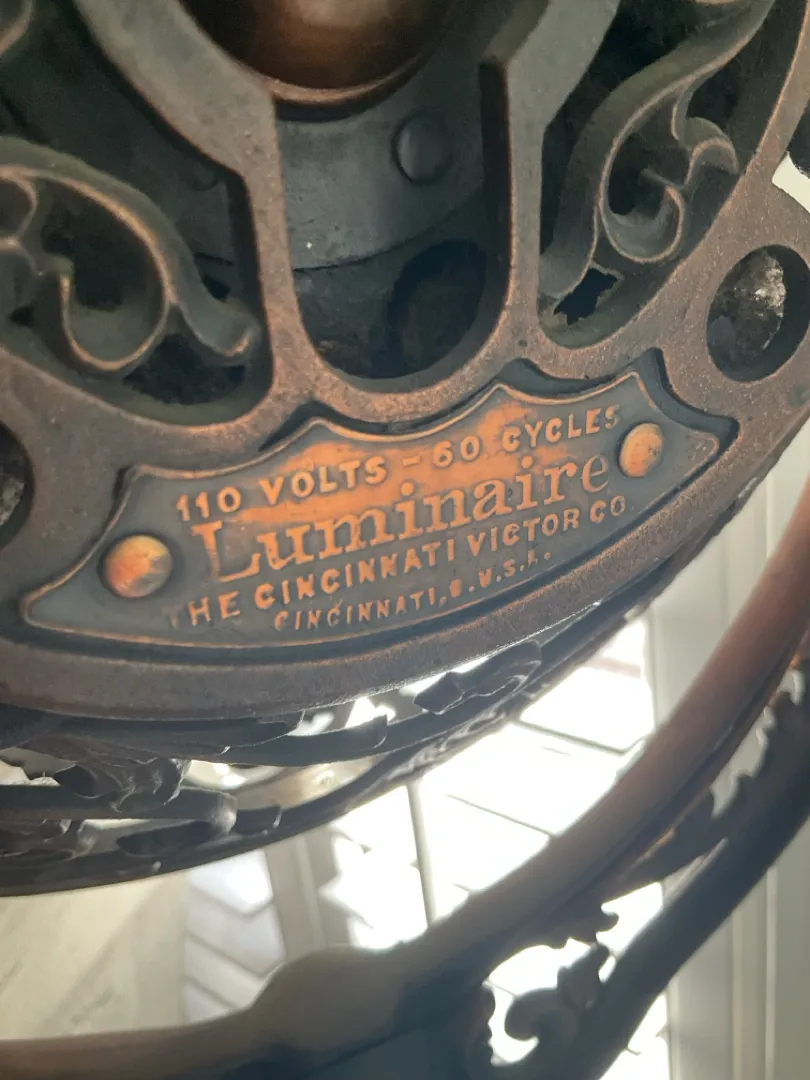 110 VOLTS - 60 CYCLES
Luminaire
THE CINCINNATI VICTOR CO.
CINCINNATI, O. U.S.A.